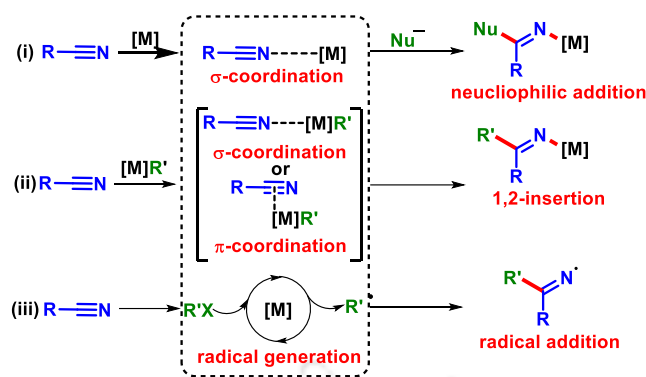 (i) R≡N [M] R≡N----[M] Nu⁻ Nu N [M] R
σ-coordination
neucliophilic addition
R≡N----[M]R'
σ-coordination
or
(ii) R≡N [M]R' R≡N R' N [M] R
[M]R'
1,2-insertion
π-coordination
(iii) R≡N R'X [M] R'· R' N· R
radical generation
radical addition